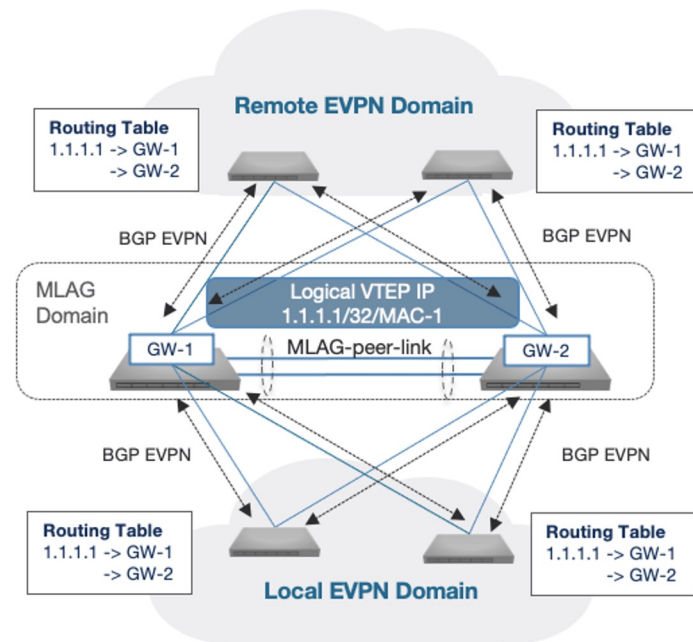 Remote EVPN Domain
Routing Table
1.1.1.1 -> GW-1
-> GW-2
Routing Table
1.1.1.1 -> GW-1
-> GW-2
BGP EVPN
BGP EVPN
MLAG
Domain
Logical VTEP IP
1.1.1.1/32/MAC-1
GW-1
MLAG-peer-link
GW-2
BGP EVPN
BGP EVPN
Routing Table
1.1.1.1 -> GW-1
-> GW-2
Routing Table
1.1.1.1 -> GW-1
-> GW-2
Local EVPN Domain